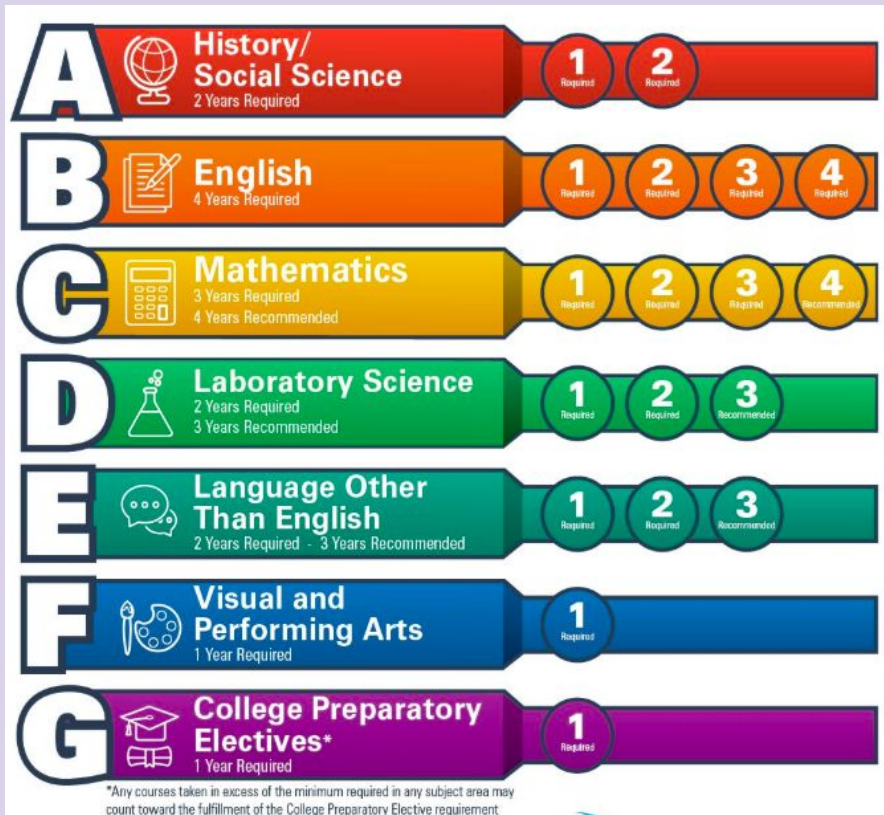 A
History/
Social Science
2 Years Required
1
Required
2
Required
B
English
4 Years Required
1
Required
2
Required
3
Required
4
Required
C
Mathematics
3 Years Required
4 Years Recommended
1
Required
2
Required
3
Required
4
Recommended
D
Laboratory Science
2 Years Required
3 Years Recommended
1
Required
2
Required
3
Recommended
E
Language Other
Than English
2 Years Required - 3 Years Recommended
1
Required
2
Required
3
Recommended
F
Visual and
Performing Arts
1 Year Required
1
Required
G
College Preparatory
Electives*
1 Year Required
1
Required
*Any courses taken in excess of the minimum required in any subject area may
count toward the fulfillment of the College Preparatory Elective requirement